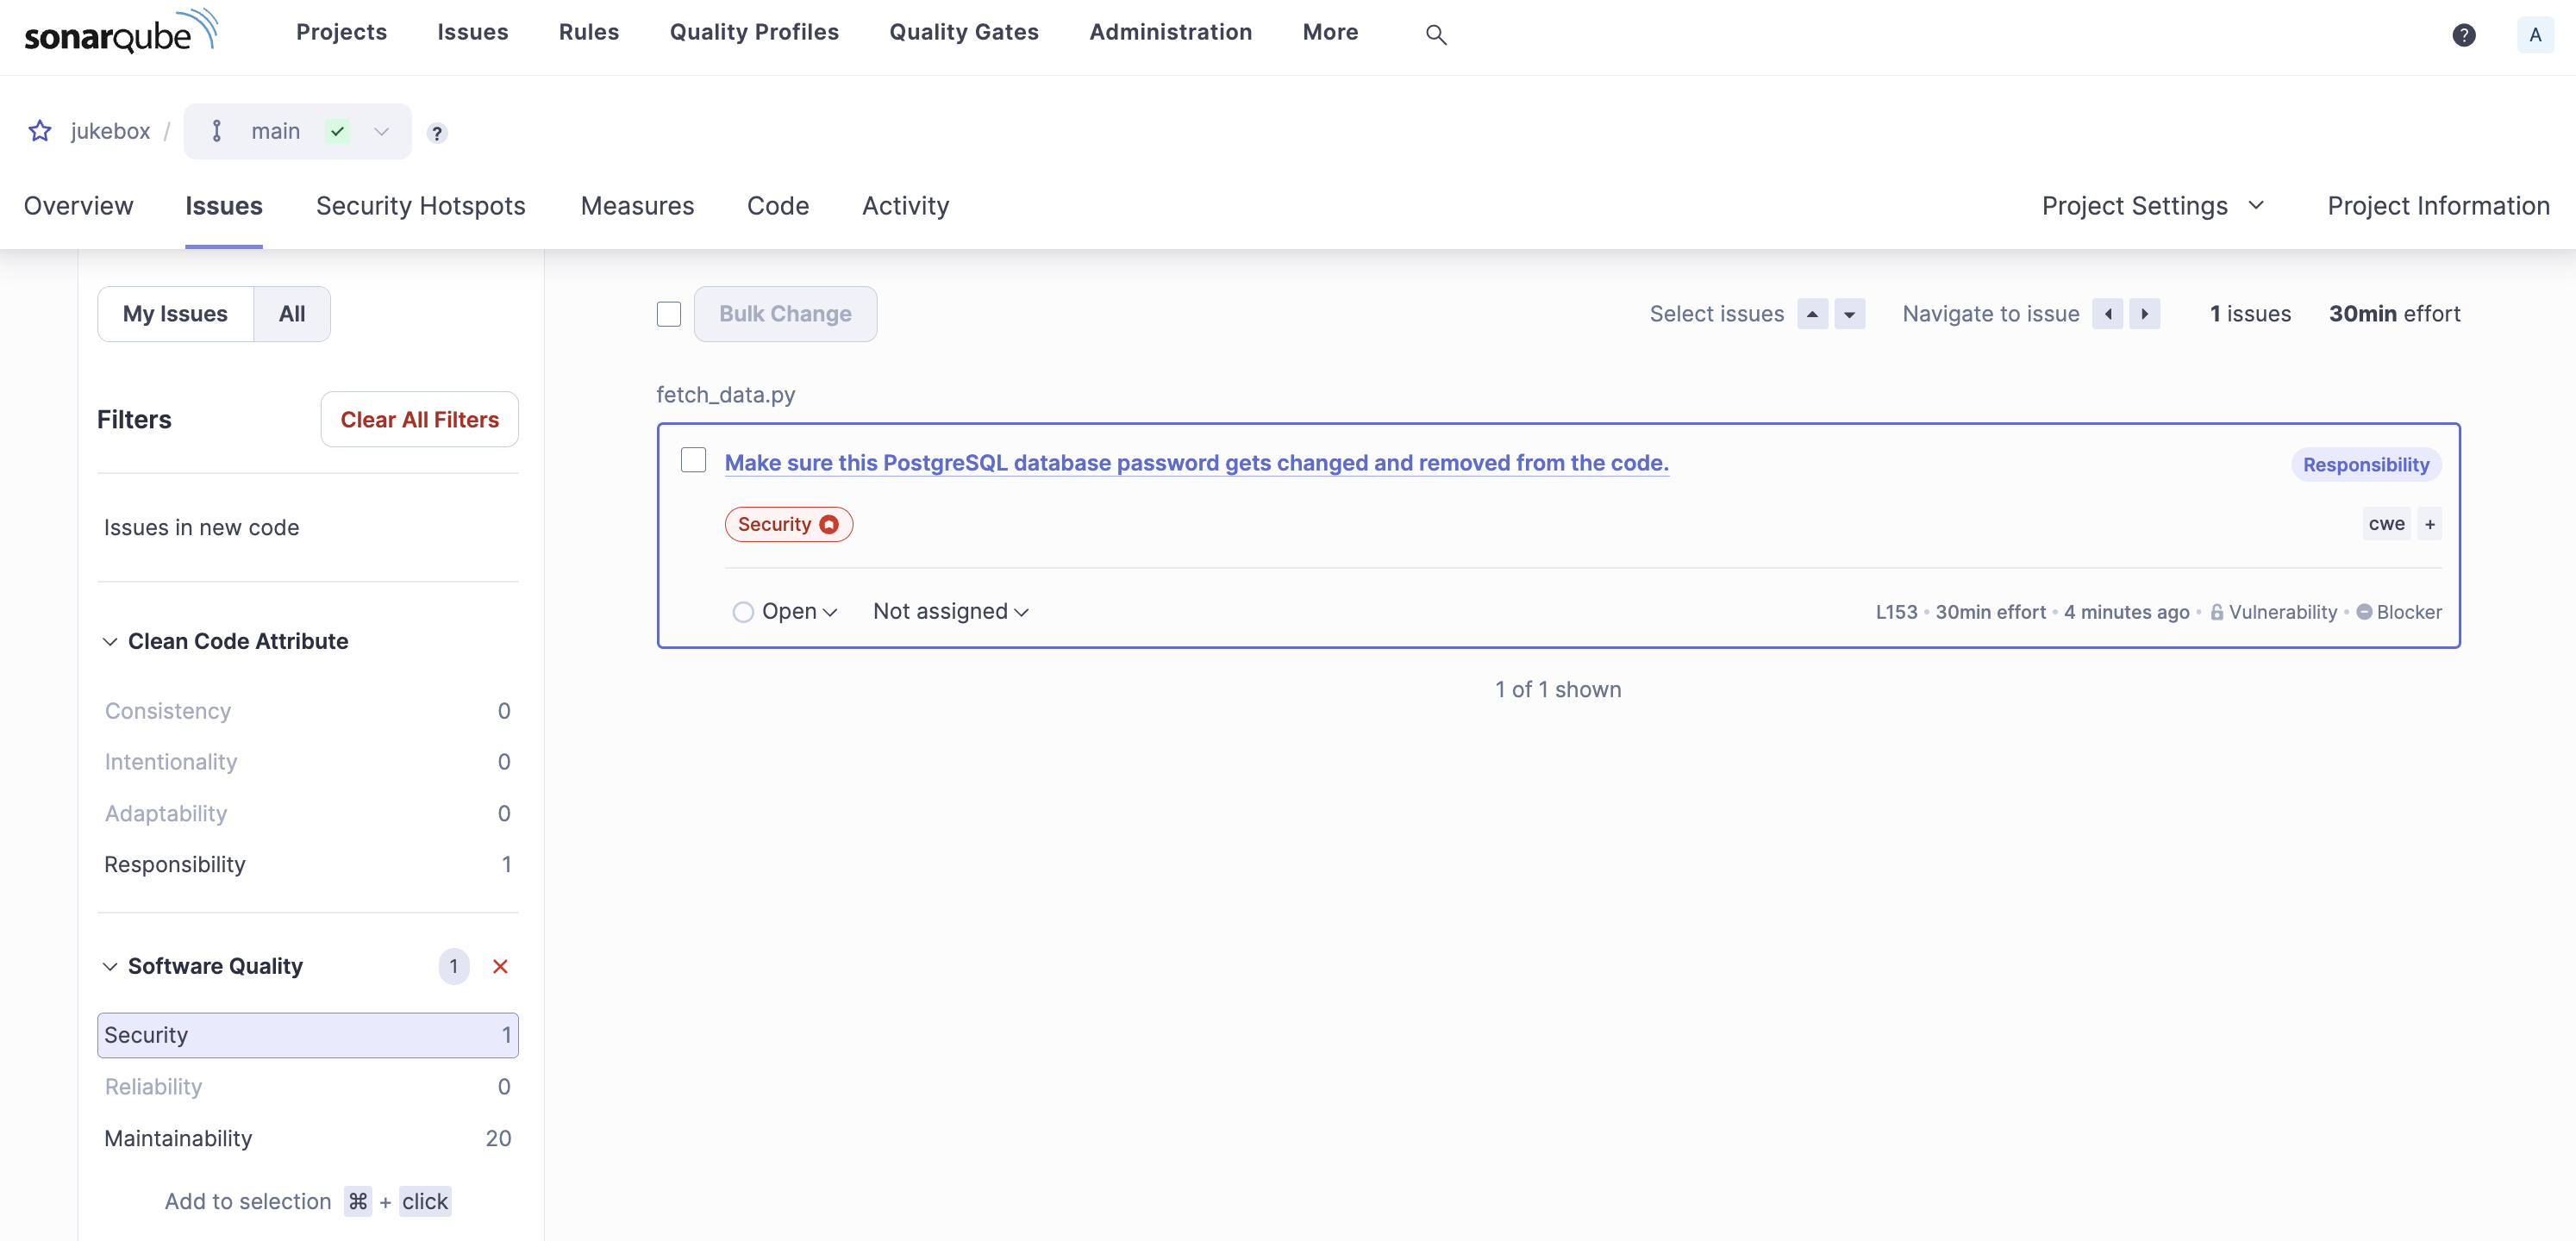 sonarqube Projects Issues Rules Quality Profiles Quality Gates Administration More ? A
jukebox / main ?
Overview Issues Security Hotspots Measures Code Activity Project Settings Project Information
My Issues All
Bulk Change Select issues Navigate to issue 1 issues 30min effort
Filters Clear All Filters
Issues in new code
Clean Code Attribute
Consistency 0
Intentionality 0
Adaptability 0
Responsibility 1
Software Quality 1
Security 1
Reliability 0
Maintainability 20
Add to selection ⌘ + click
fetch_data.py
Make sure this PostgreSQL database password gets changed and removed from the code. Responsibility
Security cwe +
Open Not assigned L153 • 30min effort • 4 minutes ago • Vulnerability • Blocker
1 of 1 shown